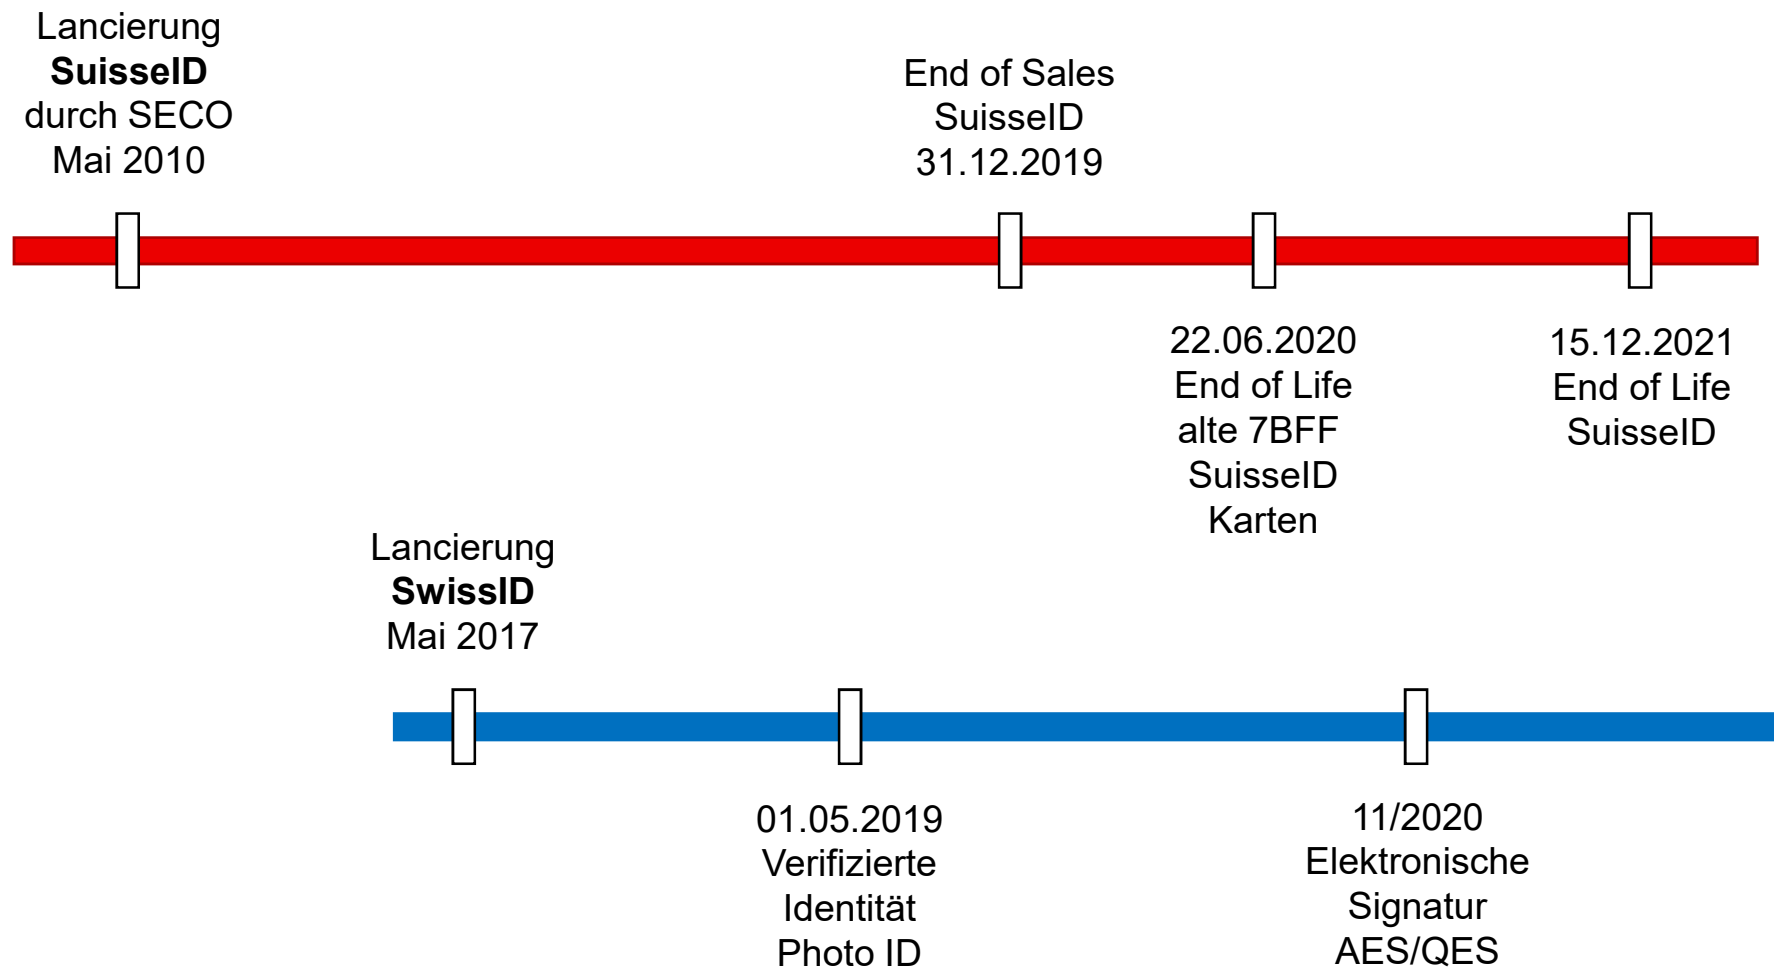 Lancierung
SuisseID
durch SECO
Mai 2010
End of Sales
SuisseID
31.12.2019
22.06.2020
End of Life
alte 7BFF
SuisseID
Karten
15.12.2021
End of Life
SuisseID
Lancierung
SwissID
Mai 2017
01.05.2019
Verifizierte
Identität
Photo ID
11/2020
Elektronische
Signatur
AES/QES